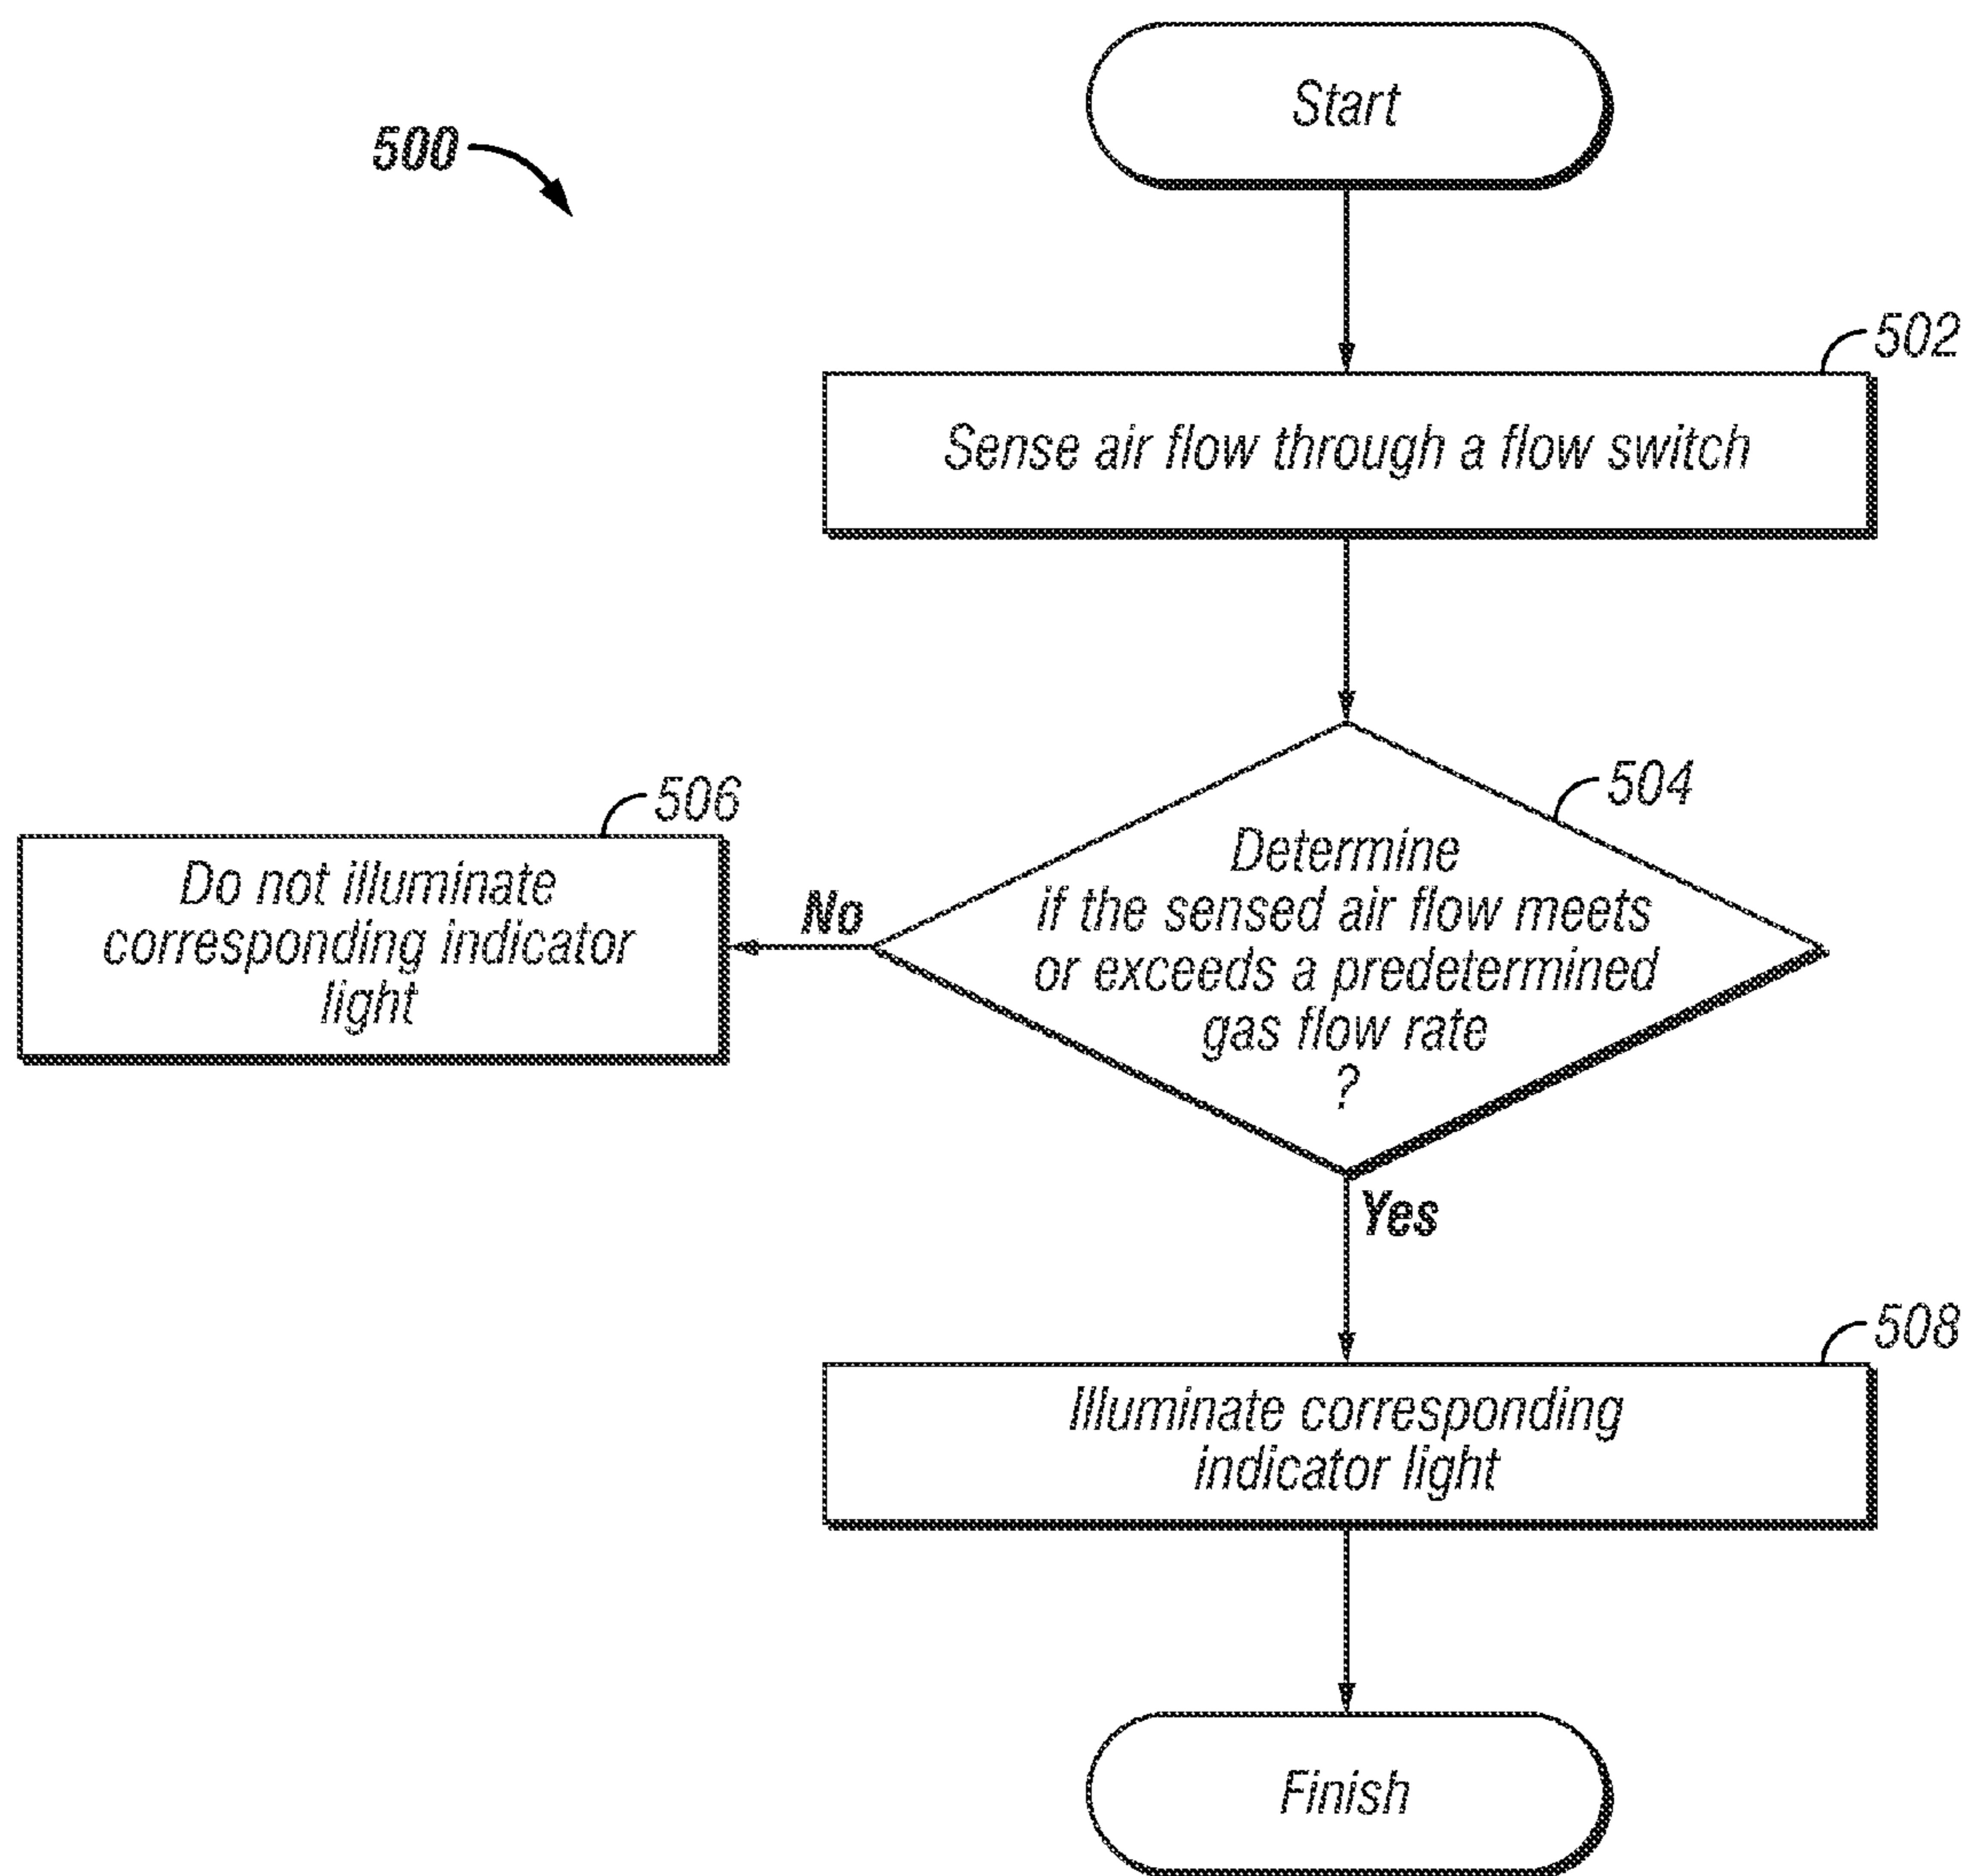 500
Start
502
Sense air flow through a flow switch
504
Determine
if the sensed air flow meets
or exceeds a predetermined
gas flow rate
?
506
Do not illuminate
corresponding indicator
light
No
Yes
508
Illuminate corresponding
indicator light
Finish